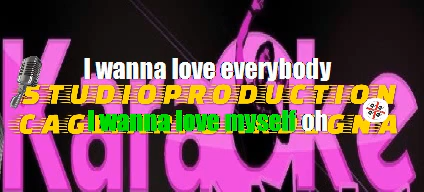 I wanna love everybody
STUDIOPRODUCTION
I wanna love myself oh
Karaoke